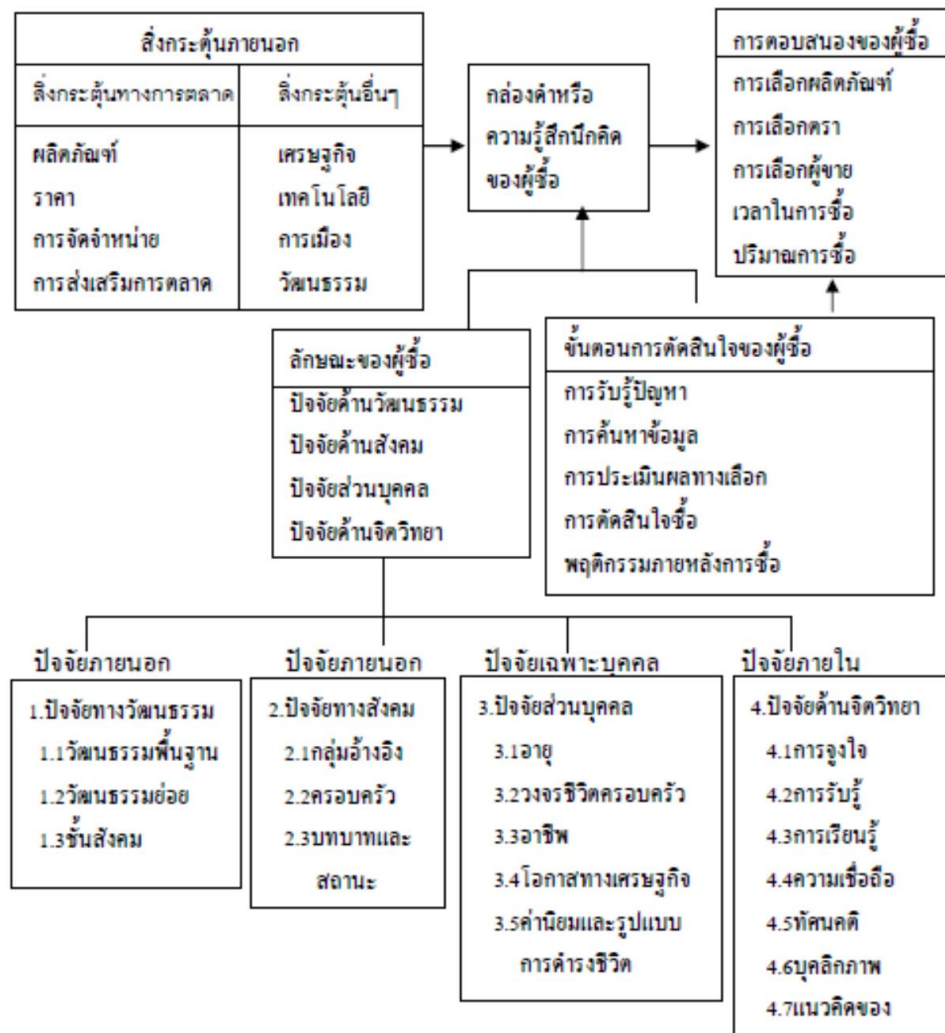 สิ่งกระตุ้นภายนอก
สิ่งกระตุ้นทางการตลาด
ผลิตภัณฑ์
ราคา
การจัดจำหน่าย
การส่งเสริมการตลาด
สิ่งกระตุ้นอื่นๆ
เศรษฐกิจ
เทคโนโลยี
การเมือง
วัฒนธรรม
กล่องดำหรือ
ความรู้สึกนึกคิด
ของผู้ซื้อ
การตอบสนองของผู้ซื้อ
การเลือกผลิตภัณฑ์
การเลือกตรา
การเลือกผู้ขาย
เวลาในการซื้อ
ปริมาณการซื้อ
ลักษณะของผู้ซื้อ
ปัจจัยด้านวัฒนธรรม
ปัจจัยด้านสังคม
ปัจจัยส่วนบุคคล
ปัจจัยด้านจิตวิทยา
ขั้นตอนการตัดสินใจของผู้ซื้อ
การรับรู้ปัญหา
การค้นหาข้อมูล
การประเมินผลทางเลือก
การตัดสินใจซื้อ
พฤติกรรมภายหลังการซื้อ
ปัจจัยภายนอก
1.ปัจจัยทางวัฒนธรรม
1.1วัฒนธรรมพื้นฐาน
1.2วัฒนธรรมย่อย
1.3ชั้นสังคม
ปัจจัยภายนอก
2.ปัจจัยทางสังคม
2.1กลุ่มอ้างอิง
2.2ครอบครัว
2.3บทบาทและ
สถานะ
ปัจจัยเฉพาะบุคคล
3.ปัจจัยส่วนบุคคล
3.1อายุ
3.2วงจรชีวิตครอบครัว
3.3อาชีพ
3.4โอกาสทางเศรษฐกิจ
3.5ค่านิยมและรูปแบบ
การดำรงชีวิต
ปัจจัยภายใน
4.ปัจจัยด้านจิตวิทยา
4.1การจูงใจ
4.2การรับรู้
4.3การเรียนรู้
4.4ความเชื่อถือ
4.5ทัศนคติ
4.6บุคลิกภาพ
4.7แนวคิดของ